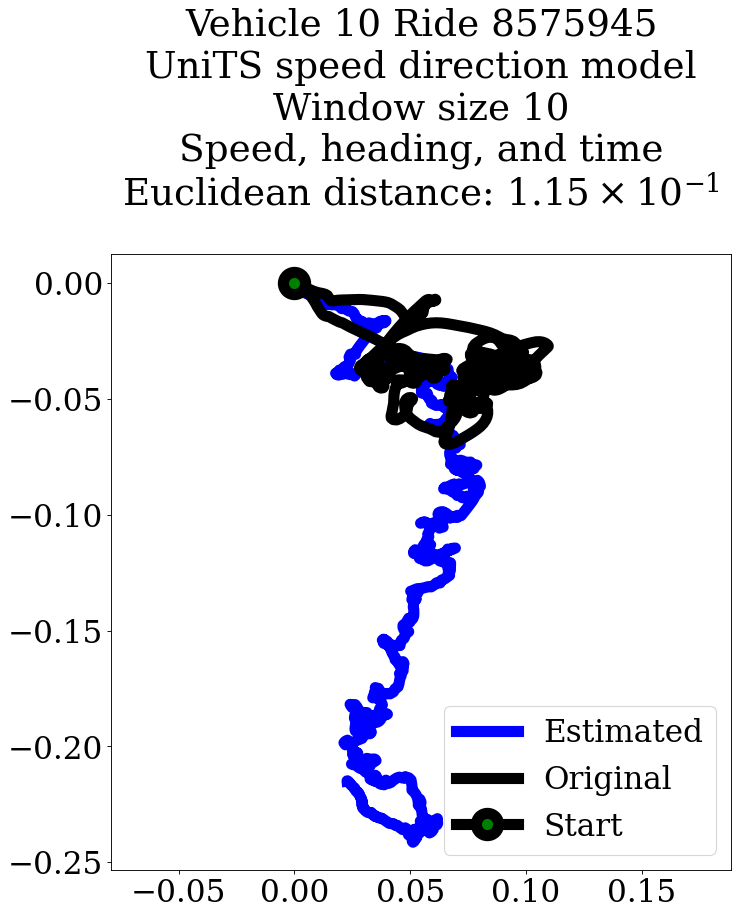 Vehicle 10 Ride 8575945
UniTS speed direction model
Window size 10
Speed, heading, and time
Euclidean distance: 1.15 × 10⁻¹
0.00
−0.05
−0.10
−0.15
−0.20
−0.25
Estimated
Original
Start
−0.05 0.00 0.05 0.10 0.15